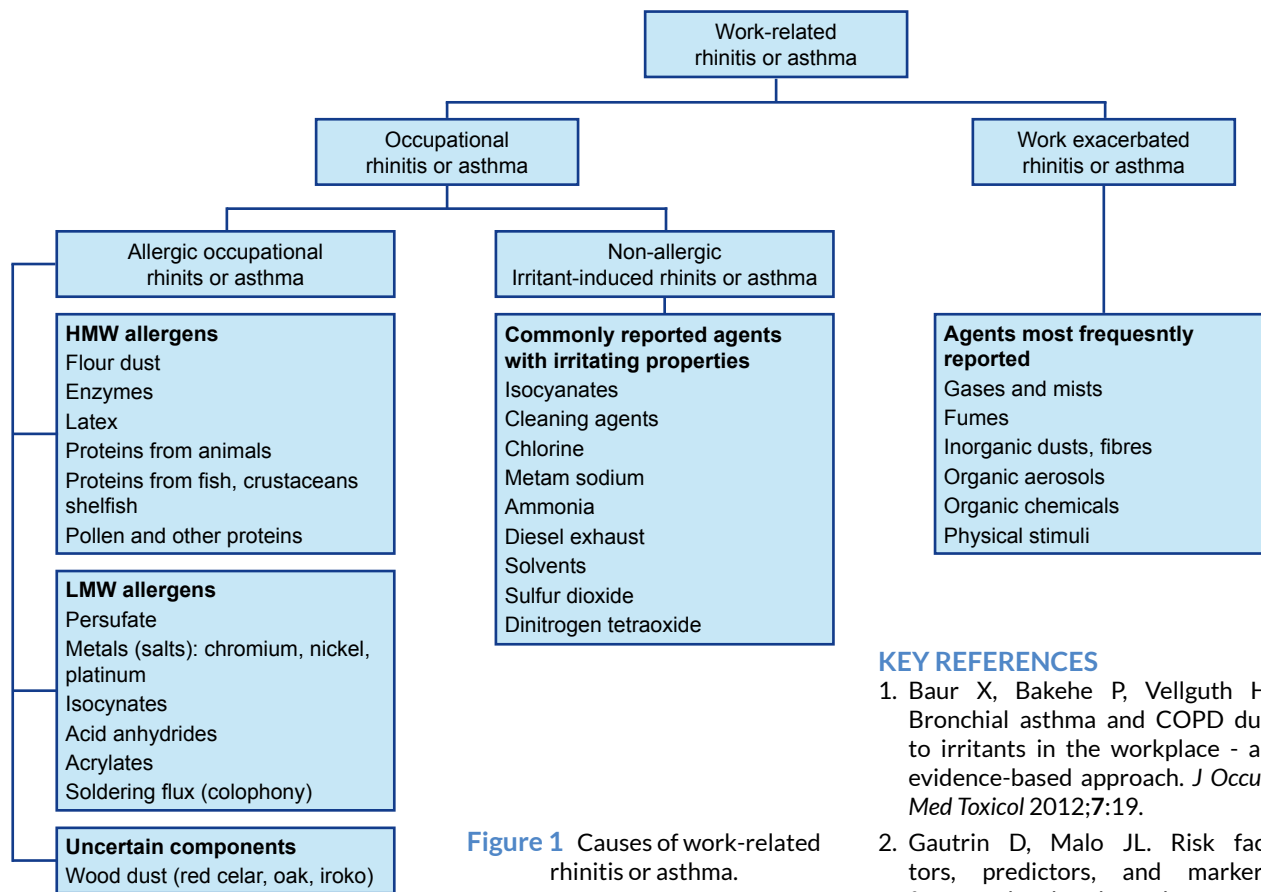 Work-related
rhinitis or asthma
Occupational
rhinitis or asthma
Work exacerbated
rhinitis or asthma
Allergic occupational
rhinits or asthma
Non-allergic
Irritant-induced rhinits or asthma
HMW allergens
Flour dust
Enzymes
Latex
Proteins from animals
Proteins from fish, crustaceans
shelfish
Pollen and other proteins
LMW allergens
Persufate
Metals (salts): chromium, nickel,
platinum
Isocynates
Acid anhydrides
Acrylates
Soldering flux (colophony)
Uncertain components
Wood dust (red celar, oak, iroko)
Commonly reported agents
with irritating properties
Isocyanates
Cleaning agents
Chlorine
Metam sodium
Ammonia
Diesel exhaust
Solvents
Sulfur dioxide
Dinitrogen tetraoxide
Agents most frequesntly
reported
Gases and mists
Fumes
Inorganic dusts, fibres
Organic aerosols
Organic chemicals
Physical stimuli
Figure 1 Causes of work-related
rhinitis or asthma.
KEY REFERENCES
1. Baur X, Bakehe P, Vellguth H
Bronchial asthma and COPD du
to irritants in the workplace - a
evidence-based approach. J Occu
Med Toxicol 2012;7:19.
2. Gautrin D, Malo JL. Risk fac
tors, predictors, and marker